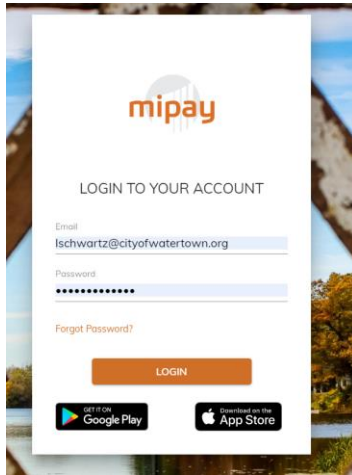 mipay
LOGIN TO YOUR ACCOUNT
Email
lschwartz@cityofwatertown.org
Password
•••••••••••••
Forgot Password?
LOGIN
GET IT ON
Google Play
Download on the
App Store